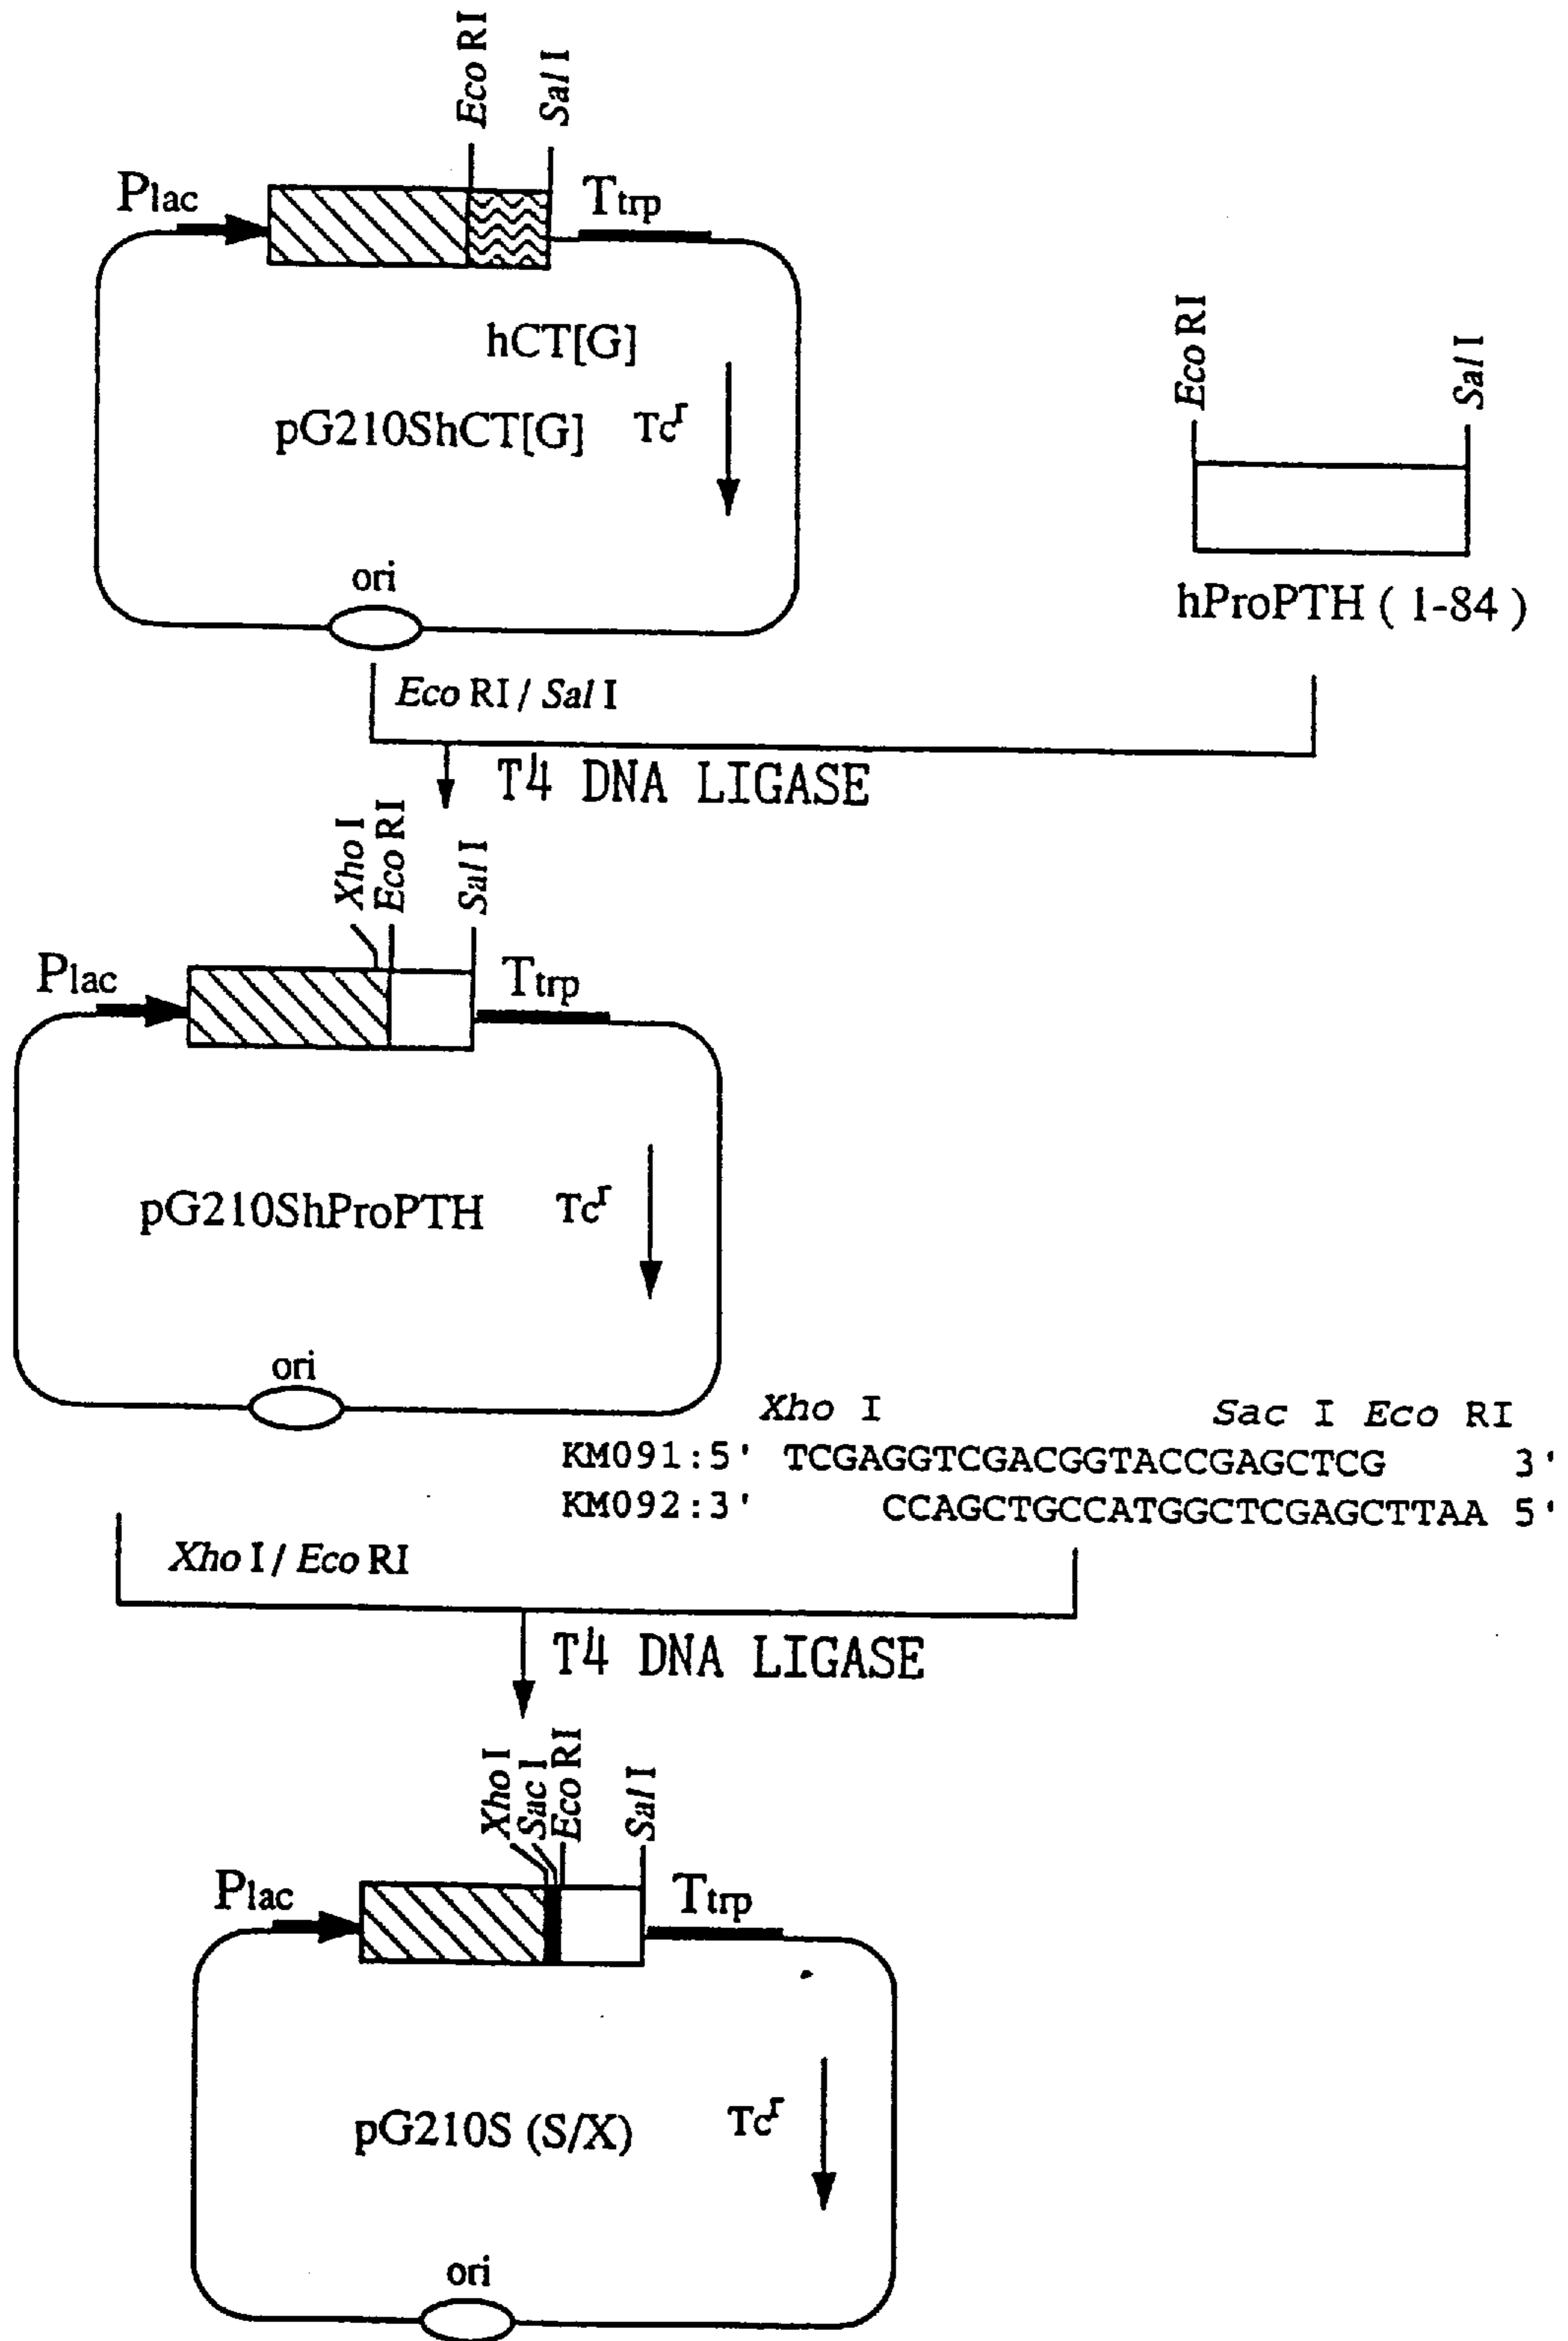 Eco RI
Sal I
Plac
Ttrp
hCT[G]
pG210ShCT[G]
Tcr
ori
Eco RI
Sal I
hProPTH ( 1-84 )
Eco RI / Sal I
T4 DNA LIGASE
Xho I
Eco RI
Sal I
Plac
Ttrp
pG210ShProPTH
Tcr
ori
Xho I Sac I Eco RI
KM091:5' TCGAGGTCGACGGTACCGAGCTCG 3'
KM092:3' CCAGCTGCCATGGCTCGAGCTTAA 5'
Xho I / Eco RI
T4 DNA LIGASE
Xho I
Sac I
Eco RI
Sal I
Plac
Ttrp
pG210S (S/X)
Tcr
ori